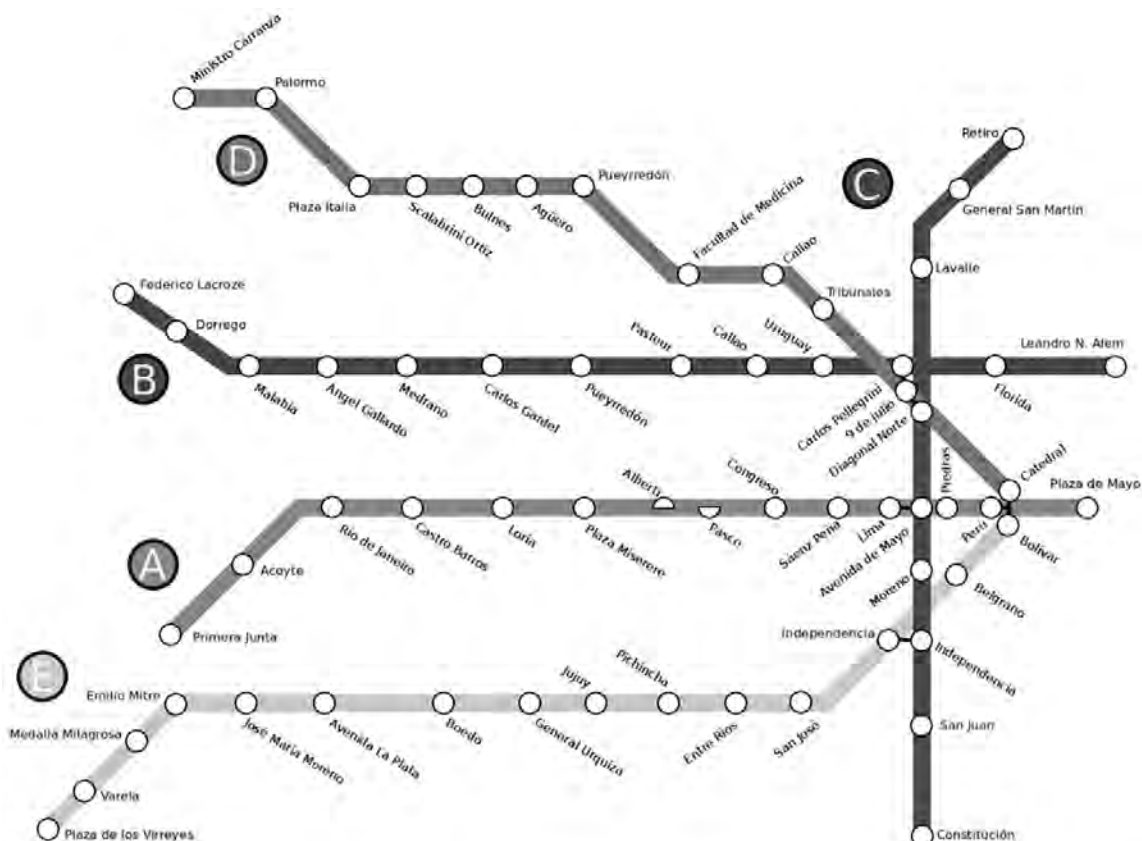 Ministro Carranza
Palermo
D
Plaza Italia
Scalabrini Ortiz
Bulnes
Agüero
Pueyrredón
Facultad de Medicina
Callao
Tribunales
C
Retiro
General San Martín
Lavalle
Federico Lacroze
Dorrego
B
Malabia
Angel Gallardo
Medrano
Carlos Gardel
Pueyrredón
Pasteur
Callao
Uruguay
Carlos Pellegrini
9 de julio
Diagonal Norte
Florida
Leandro N. Alem
Catedral
Plaza de Mayo
A
Primera Junta
Acoyte
Río de Janeiro
Castro Barros
Loria
Plaza Miserere
Alberti
Pasco
Congreso
Sáenz Peña
Lima
Avenida de Mayo
Piedras
Perú
Bolívar
Moreno
Belgrano
Independencia
Independencia
E
Emilio Mitre
Medalla Milagrosa
Varela
Plaza de los Virreyes
José María Moreno
Avenida La Plata
Boedo
General Urquiza
Jujuy
Pichincha
Entre Ríos
San José
San Juan
Constitución